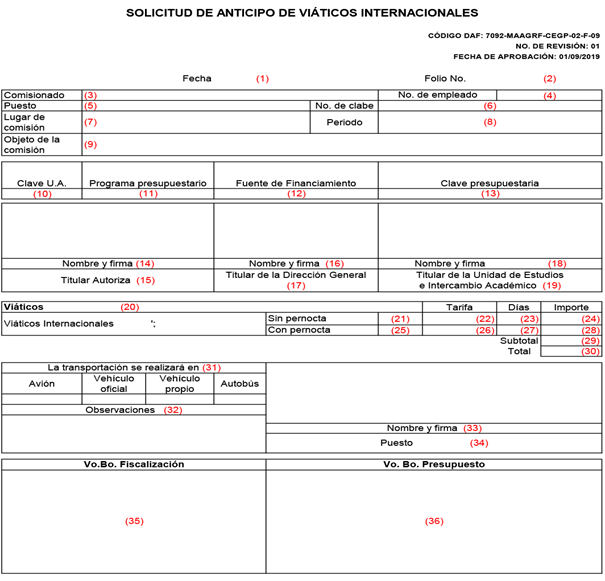 SOLICITUD DE ANTICIPO DE VIÁTICOS INTERNACIONALES
CÓDIGO DAF: 7092-MAAGRF-CEGP-02-F-09
NO. DE REVISIÓN: 01
FECHA DE APROBACIÓN: 01/09/2019
Fecha (1) Folio No. (2)
Comisionado (3) No. de empleado (4)
Puesto (5) No. de clabe (6)
Lugar de comisión (7) Periodo (8)
Objeto de la comisión (9)
Clave U.A. Programa presupuestario Fuente de Financiamiento Clave presupuestaria
(10) (11) (12) (13)
Nombre y firma (14) Nombre y firma (16) Nombre y firma (18)
Titular Autoriza (15) Titular de la Dirección General (17) Titular de la Unidad de Estudios e Intercambio Académico (19)
Viáticos (20) Tarifa Días Importe
Viáticos Internacionales '; Sin pernocta (21) (22) (23) (24)
Con pernocta (25) (26) (27) (28)
Subtotal (29)
Total (30)
La transportación se realizará en (31)
Avión Vehículo oficial Vehículo propio Autobús
Observaciones (32)
Nombre y firma (33)
Puesto (34)
Vo.Bo. Fiscalización Vo. Bo. Presupuesto
(35) (36)